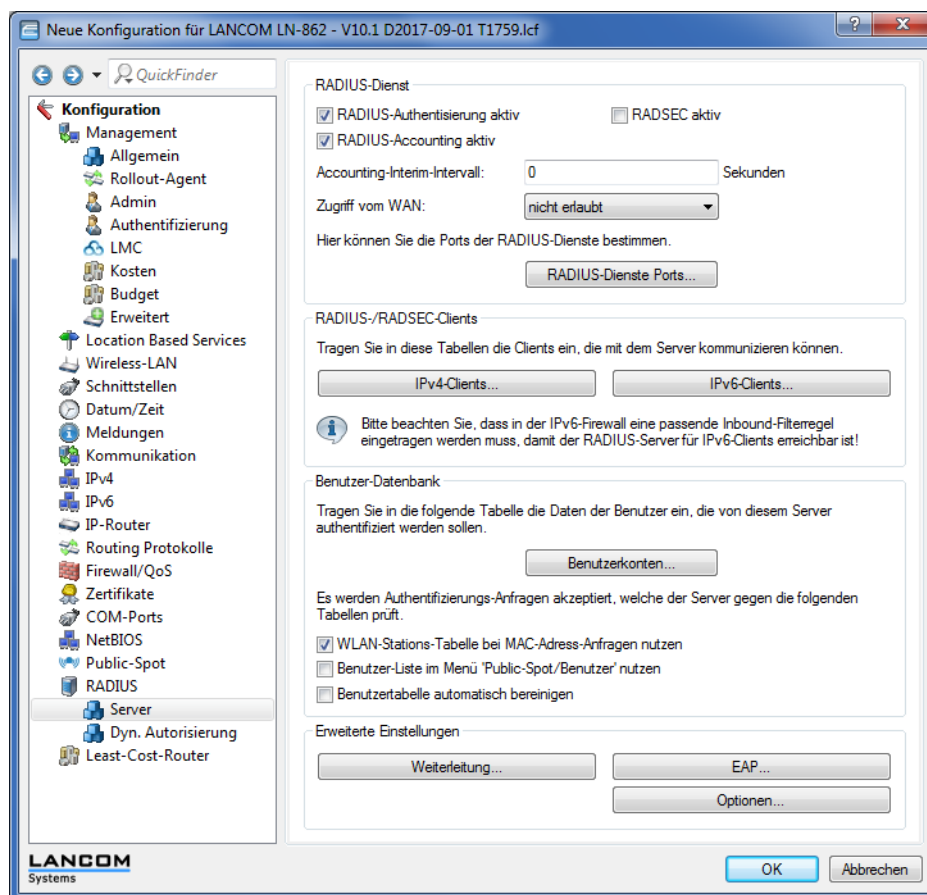 Neue Konfiguration für LANCOM LN-862 - V10.1 D2017-09-01 T1759.lcf
QuickFinder
Konfiguration
Management
Allgemein
Rollout-Agent
Admin
Authentifizierung
LMC
Kosten
Budget
Erweitert
Location Based Services
Wireless-LAN
Schnittstellen
Datum/Zeit
Meldungen
Kommunikation
IPv4
IPv6
IP-Router
Routing Protokolle
Firewall/QoS
Zertifikate
COM-Ports
NetBIOS
Public-Spot
RADIUS
Server
Dyn. Autorisierung
Least-Cost-Router
RADIUS-Dienst
RADIUS-Authentisierung aktiv RADSEC aktiv
RADIUS-Accounting aktiv
Accounting-Interim-Intervall: 0 Sekunden
Zugriff vom WAN: nicht erlaubt
Hier können Sie die Ports der RADIUS-Dienste bestimmen.
RADIUS-Dienste Ports...
RADIUS-/RADSEC-Clients
Tragen Sie in diese Tabellen die Clients ein, die mit dem Server kommunizieren können.
IPv4-Clients... IPv6-Clients...
Bitte beachten Sie, dass in der IPv6-Firewall eine passende Inbound-Filterregel
eingetragen werden muss, damit der RADIUS-Server für IPv6-Clients erreichbar ist!
Benutzer-Datenbank
Tragen Sie in die folgende Tabelle die Daten der Benutzer ein, die von diesem Server
authentifiziert werden sollen.
Benutzerkonten...
Es werden Authentifizierungs-Anfragen akzeptiert, welche der Server gegen die folgenden
Tabellen prüft.
WLAN-Stations-Tabelle bei MAC-Adress-Anfragen nutzen
Benutzer-Liste im Menü 'Public-Spot/Benutzer' nutzen
Benutzertabelle automatisch bereinigen
Erweiterte Einstellungen
Weiterleitung... EAP...
Optionen...
LANCOM
Systems
OK Abbrechen